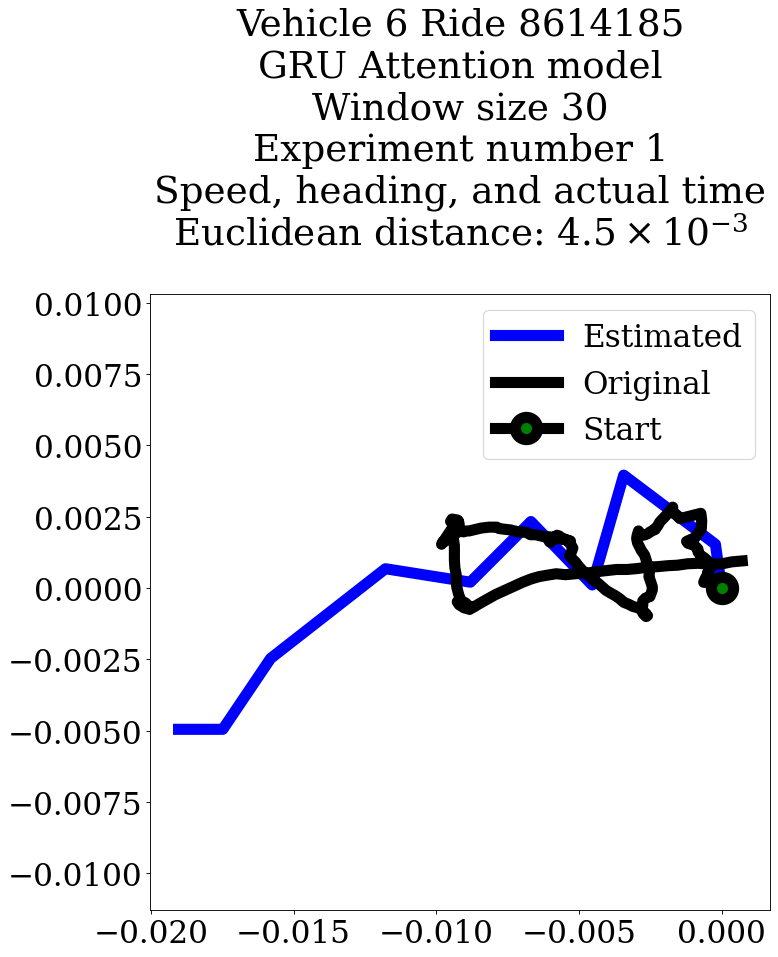 Vehicle 6 Ride 8614185
GRU Attention model
Window size 30
Experiment number 1
Speed, heading, and actual time
Euclidean distance: 4.5 × 10⁻³
Estimated
Original
Start
0.0100
0.0075
0.0050
0.0025
0.0000
−0.0025
−0.0050
−0.0075
−0.0100
−0.020 −0.015 −0.010 −0.005 0.000